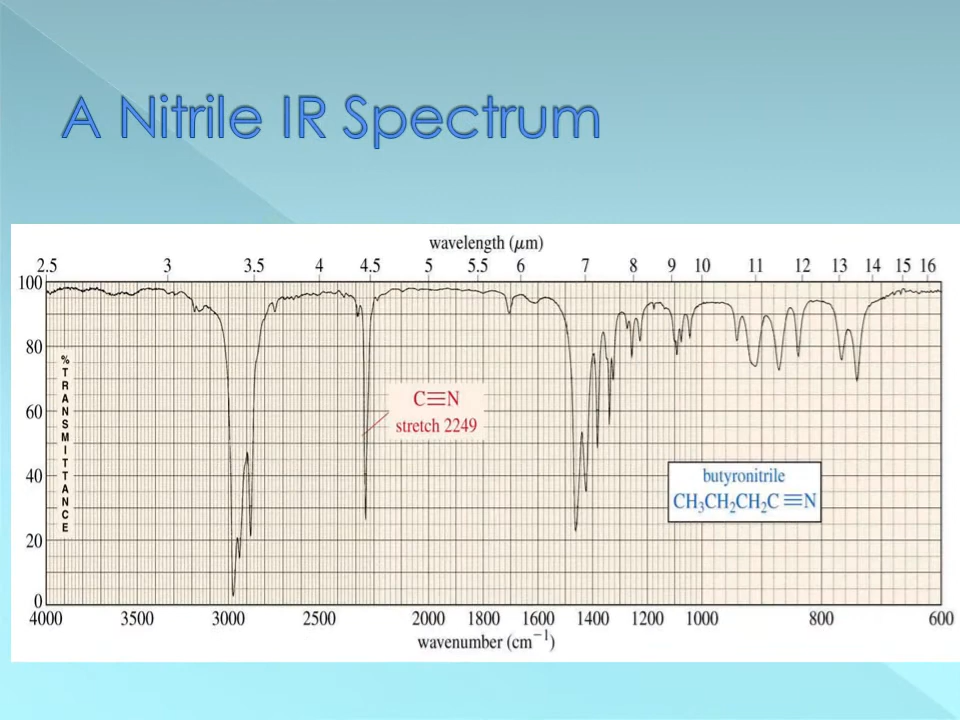 A Nitrile IR Spectrum
wavelength (μm)
2.5 3 3.5 4 4.5 5 5.5 6 7 8 9 10 11 12 13 14 15 16
100
80
60
40
20
0
% TRANSMITTANCE
C≡N
stretch 2249
butyronitrile
CH₃CH₂CH₂C≡N
4000 3500 3000 2500 2000 1800 1600 1400 1200 1000 800 600
wavenumber (cm⁻¹)